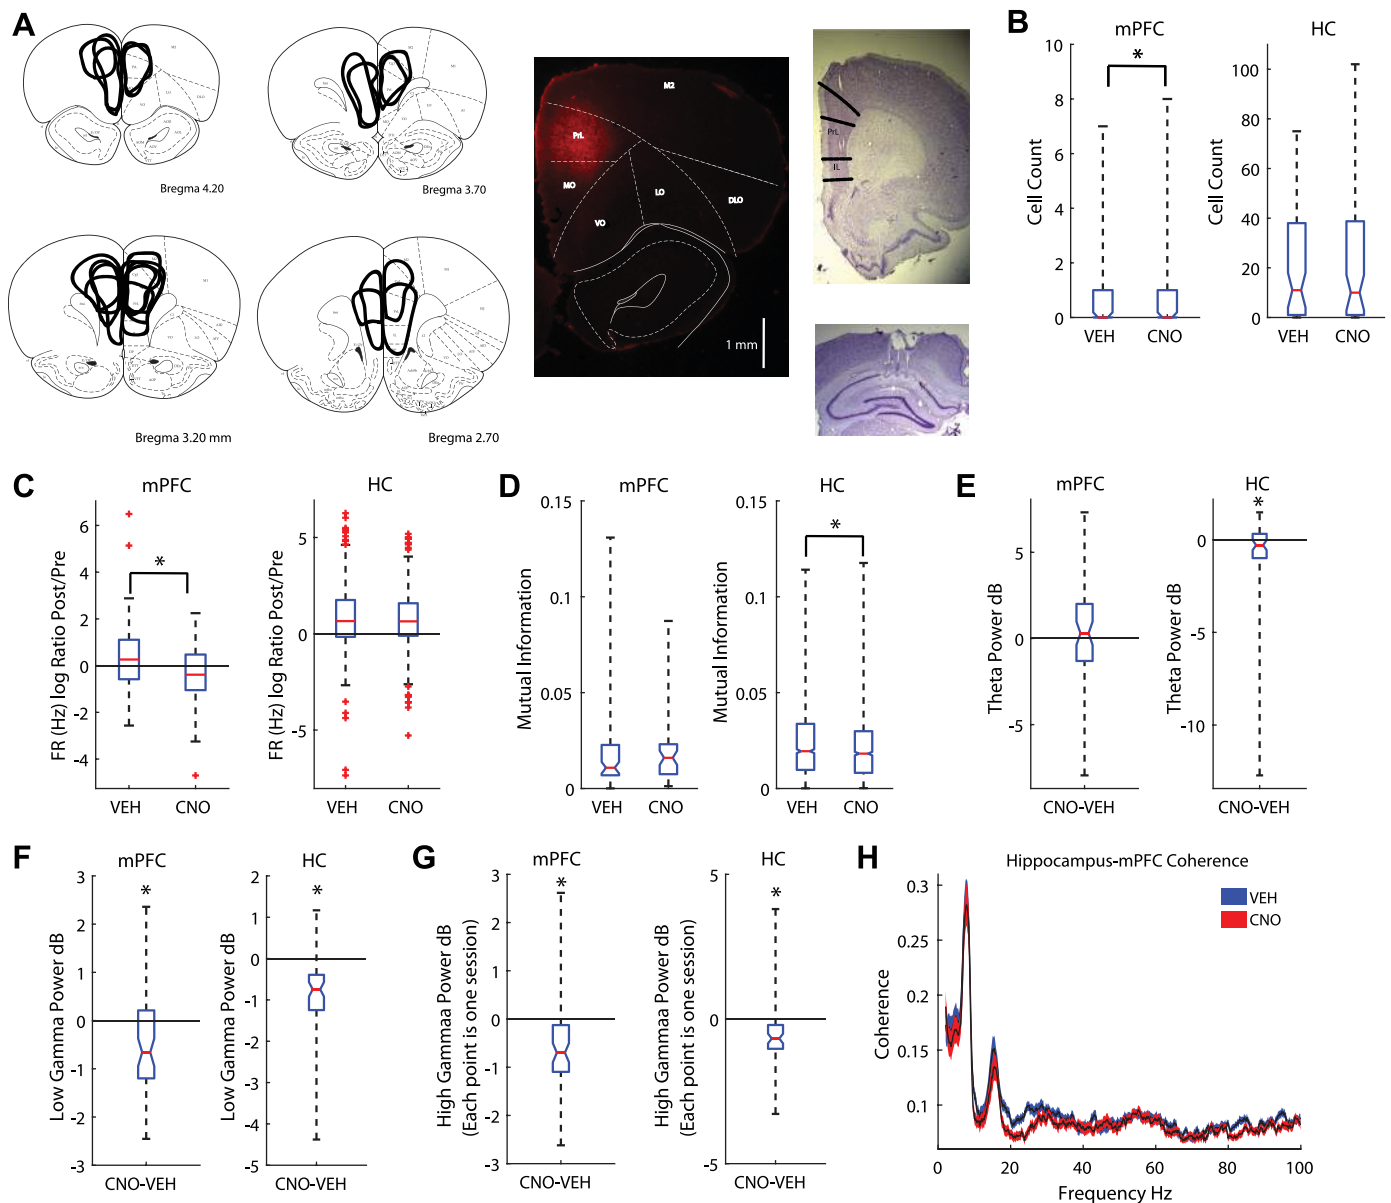 A
Bregma 4.20
Bregma 3.70
Bregma 3.20 mm
Bregma 2.70
M2
PrL
MO
LO
DLO
VO
1 mm
PrL
IL
B
mPFC
HC
Cell Count
10
8
6
4
2
0
VEH
CNO
*
Cell Count
100
80
60
40
20
0
VEH
CNO
C
mPFC
HC
FR (Hz) log Ratio Post/Pre
6
4
2
0
-2
-4
VEH
CNO
*
FR (Hz) log Ratio Post/Pre
5
0
-5
VEH
CNO
D
mPFC
HC
Mutual Information
0.15
0.1
0.05
0
VEH
CNO
Mutual Information
0.15
0.1
0.05
0
VEH
CNO
*
E
mPFC
HC
Theta Power dB
5
0
-5
CNO-VEH
*
Theta Power dB
0
-5
-10
CNO-VEH
F
mPFC
HC
Low Gamma Power dB
3
2
1
0
-1
-2
-3
CNO-VEH
*
Low Gamma Power dB
2
1
0
-1
-2
-3
-4
-5
CNO-VEH
*
G
mPFC
HC
High Gammaa Power dB
(Each point is one session)
3
2
1
0
-1
-2
-3
CNO-VEH
*
High Gammaa Power dB
(Each point is one session)
5
0
-5
CNO-VEH
*
H
Hippocampus-mPFC Coherence
VEH
CNO
Coherence
0.3
0.25
0.2
0.15
0.1
0
20
40
60
80
100
Frequency Hz